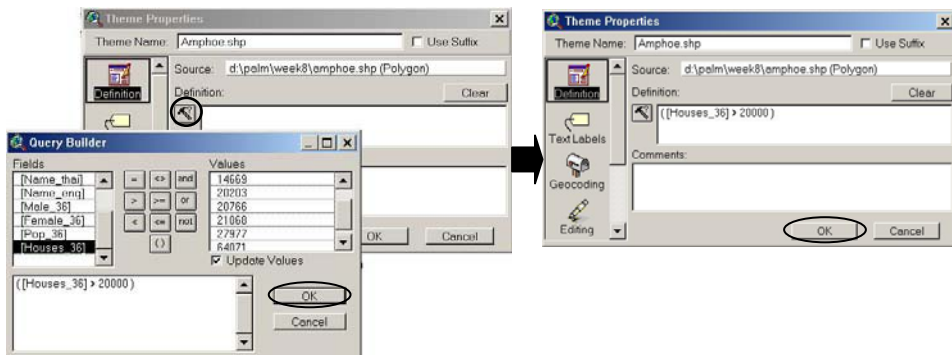 Theme Properties
Theme Name: Amphoe.shp Use Suffix
Source: d:\palm\week8\amphoe.shp (Polygon)
Definition
Definition: Clear
OK Cancel
Query Builder
Fields Values
[Name_thai]
[Name_eng]
[Male_36]
[Female_36]
[Pop_36]
[Houses_36]
= <> and
> >= or
< <= not
( )
14669
20203
20766
21068
27977
64071
Update Values
( [Houses_36] > 20000 )
OK
Cancel
Theme Properties
Theme Name: Amphoe.shp Use Suffix
Source: d:\palm\week8\amphoe.shp (Polygon)
Definition
Definition: Clear
( [Houses_36] > 20000 )
Text Labels
Comments:
Geocoding
Editing
OK Cancel